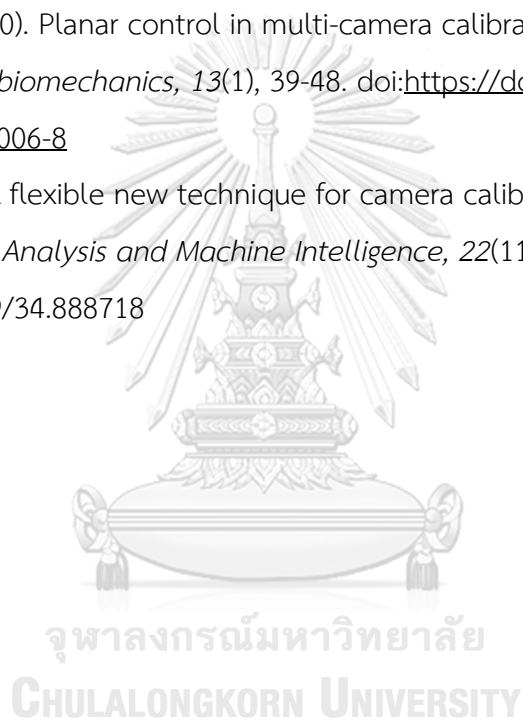 0). Planar control in multi-camera calibra
biomechanics, 13(1), 39-48. doi:https://do
006-8
flexible new technique for camera calib
Analysis and Machine Intelligence, 22(11
/34.888718
จุฬาลงกรณ์มหาวิทยาลัย
CHULALONGKORN UNIVERSITY